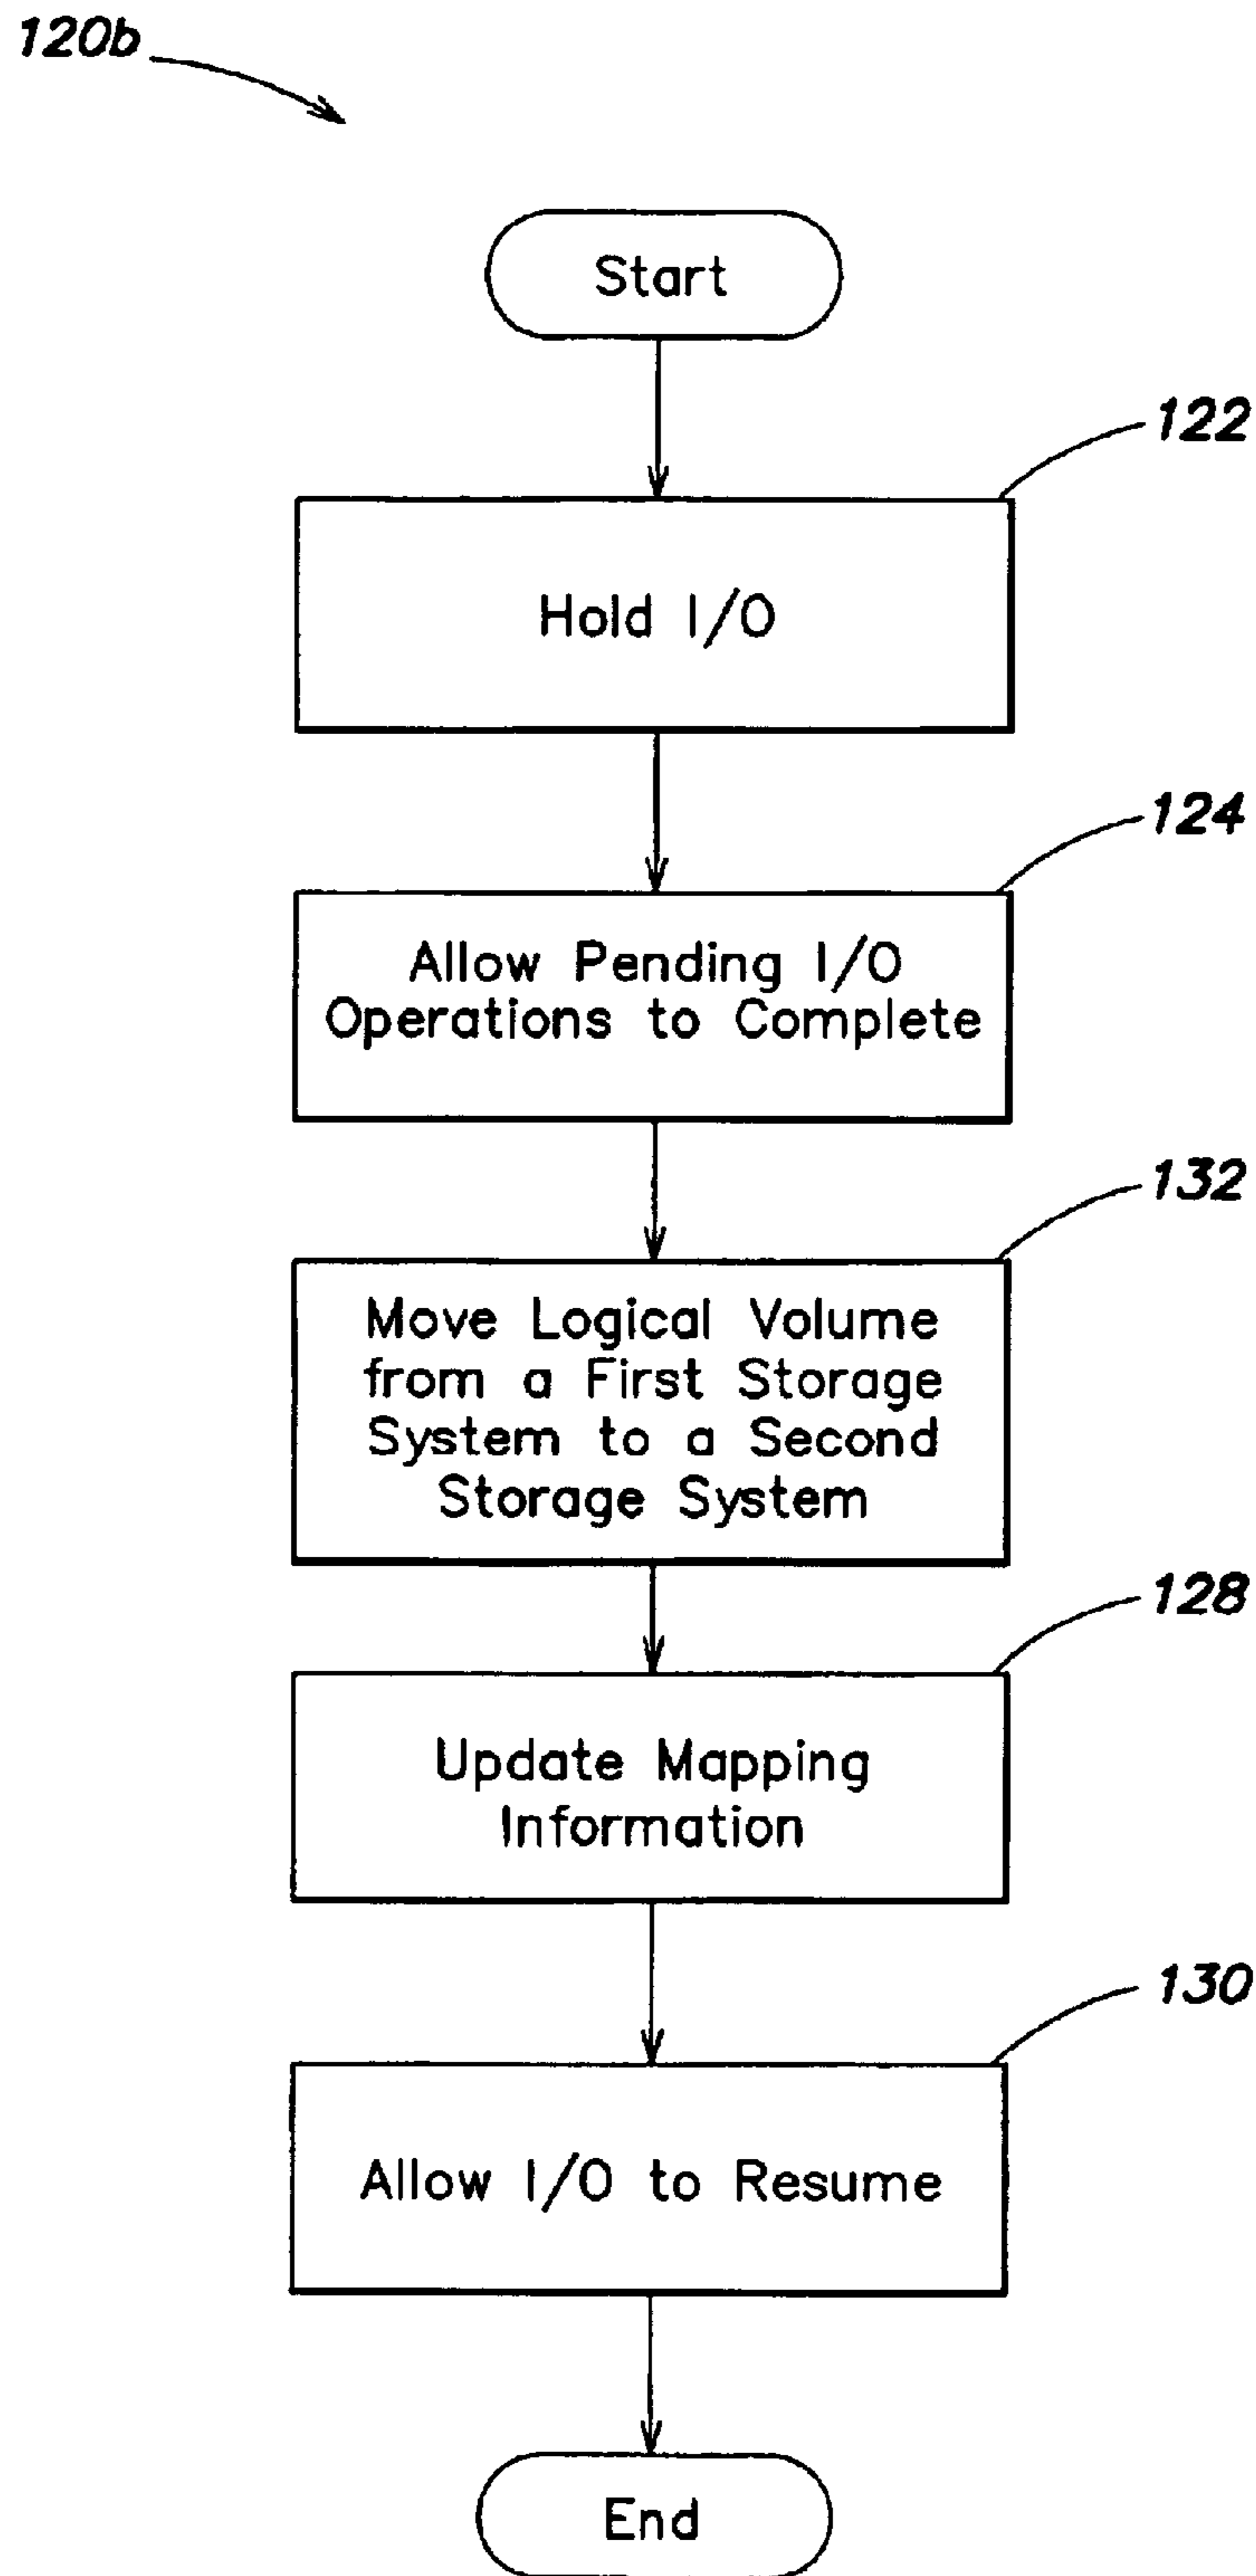 120b
Start
122
Hold I/O
124
Allow Pending I/O
Operations to Complete
132
Move Logical Volume
from a First Storage
System to a Second
Storage System
128
Update Mapping
Information
130
Allow I/O to Resume
End